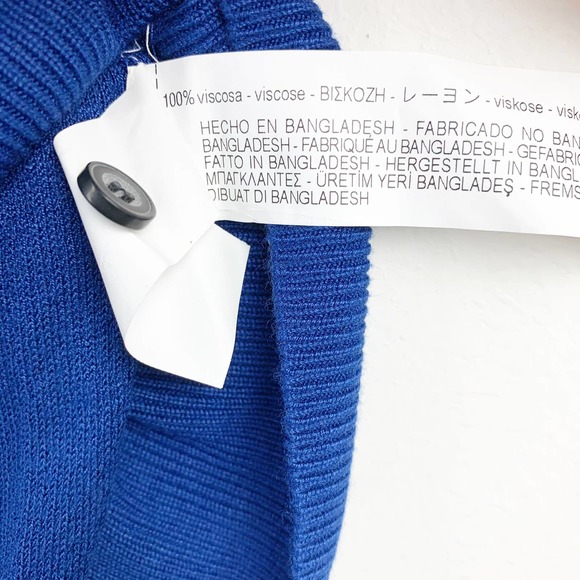 100% viscosa - viscose - ΒΙΣΚΟΖΗ - レーヨン - viskose - visk
HECHO EN BANGLADESH - FABRICADO NO BAN
BANGLADESH - FABRIQUÉ AU BANGLADESH - GEFABRIC
FATTO IN BANGLADESH - HERGESTELLT IN BANGL
ΜΠΑΓΚΛΑΝΤΕΣ - ÜRETİM YERİ BANGLADEŞ - FREMS
DIBUAT DI BANGLADESH